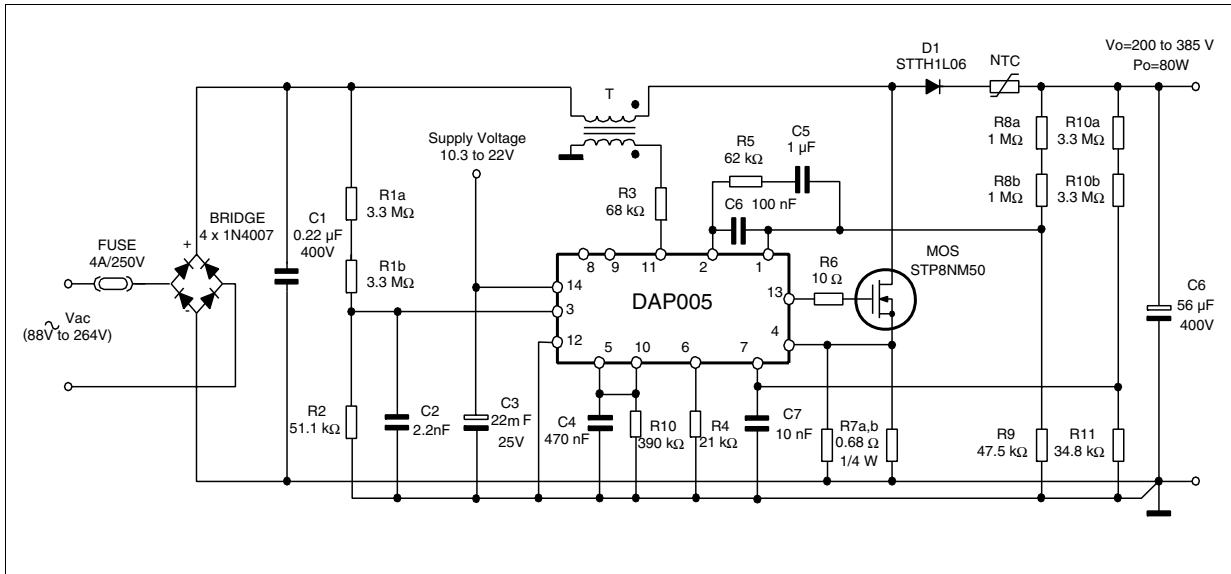 D1
STTH1L06
NTC
Vo=200 to 385 V
Po=80W
T
Supply Voltage
10.3 to 22V
R5
62 kΩ
C5
1 µF
R8a
1 MΩ
R10a
3.3 MΩ
R1a
3.3 MΩ
R3
68 kΩ
C6
100 nF
R8b
1 MΩ
R10b
3.3 MΩ
BRIDGE
4 x 1N4007
+
-
C1
0.22 µF
400V
FUSE
4A/250V
R1b
3.3 MΩ
8
9
11
2
1
MOS
STP8NM50
R6
10 Ω
DAP005
14
3
12
13
4
5
10
6
7
C6
56 µF
400V
~
Vac
(88V to 264V)
R2
51.1 kΩ
C2
2.2nF
C3
22m F
25V
C4
470 nF
R10
390 kΩ
R4
21 kΩ
C7
10 nF
R7a,b
0.68 Ω
1/4 W
R9
47.5 kΩ
R11
34.8 kΩ